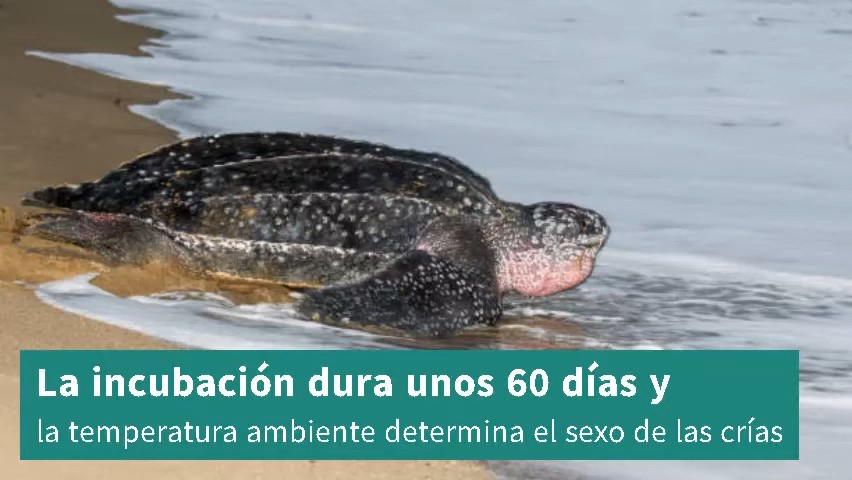 La incubación dura unos 60 días y
la temperatura ambiente determina el sexo de las crías